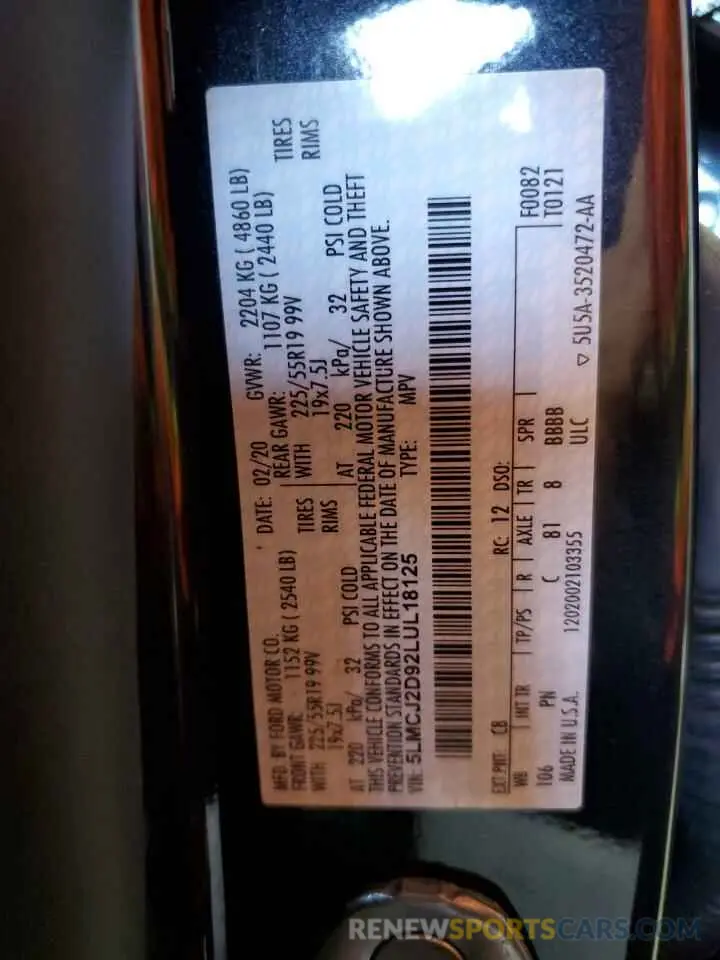 MFD. BY FORD MOTOR CO. DATE: 02/20 GVWR: 2204 KG ( 4860 LB)
FRONT GAWR: 1152 KG ( 2540 LB) REAR GAWR: 1107 KG ( 2440 LB)
WITH 225/55R19 99V TIRES WITH 225/55R19 99V TIRES
19x7.5J RIMS 19x7.5J RIMS
AT 220 kPa/ 32 PSI COLD AT 220 kPa/ 32 PSI COLD
THIS VEHICLE CONFORMS TO ALL APPLICABLE FEDERAL MOTOR VEHICLE SAFETY AND THEFT
PREVENTION STANDARDS IN EFFECT ON THE DATE OF MANUFACTURE SHOWN ABOVE.
VIN: 5LMCJ2D92LUL18125 TYPE: MPV
EXT PNT: CB RC: 12 DSO:
WB INT TR TP/PS R AXLE TR SPR F0082
106 PN C 81 8 BBBB T0121
MADE IN U.S.A. 1202002103355 ULC ▽ 5U5A-3520472-AA
RENEWSPORTSCARS.COM